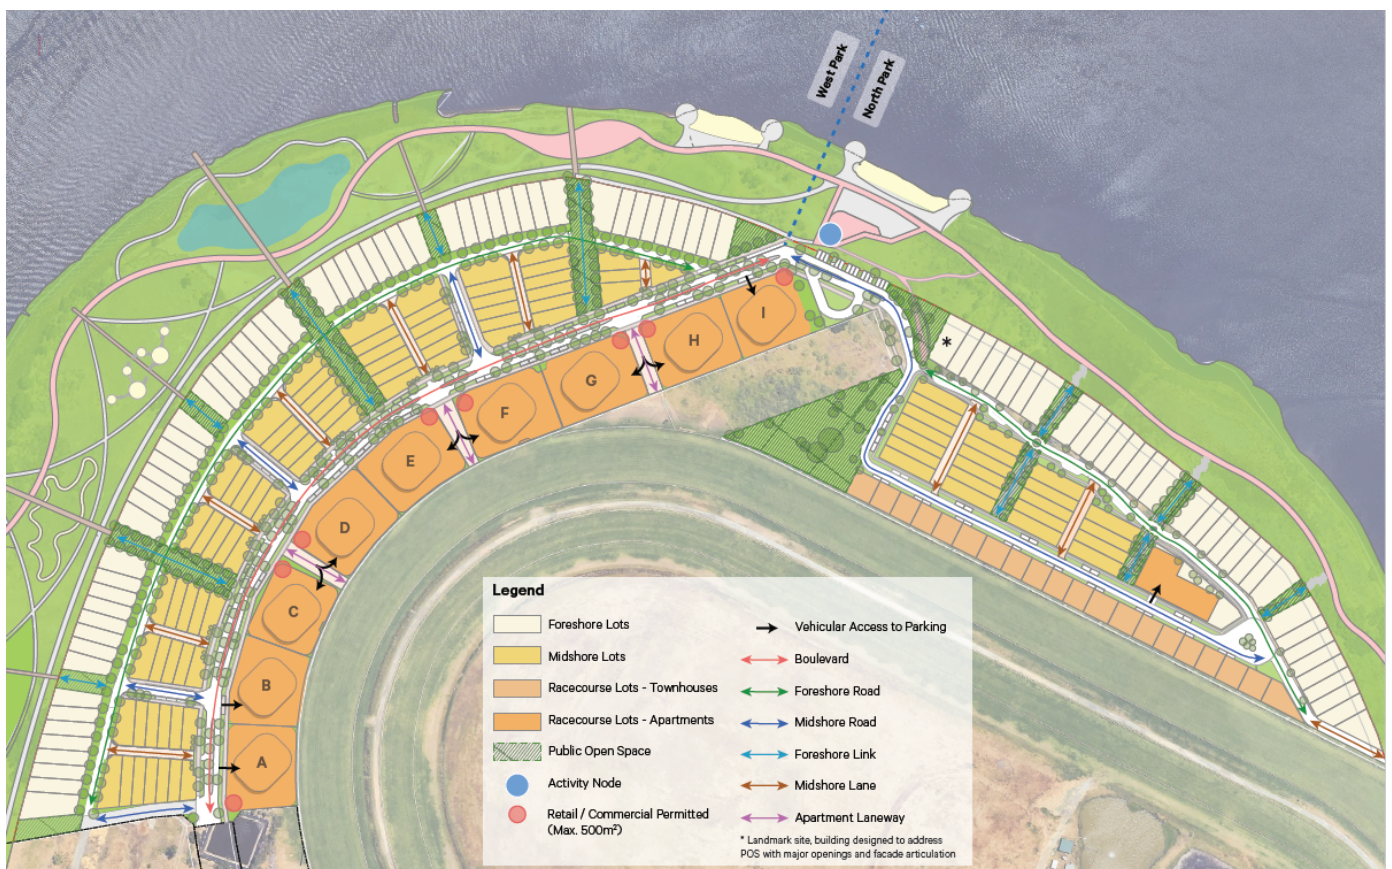 West Park
North Park
I
H
G
F
E
D
C
B
A
*
Legend
Foreshore Lots
Midshore Lots
Racecourse Lots - Townhouses
Racecourse Lots - Apartments
Public Open Space
Activity Node
Retail / Commercial Permitted
(Max. 500m²)
Vehicular Access to Parking
Boulevard
Foreshore Road
Midshore Road
Foreshore Link
Midshore Lane
Apartment Laneway
* Landmark site, building designed to address
POS with major openings and facade articulation